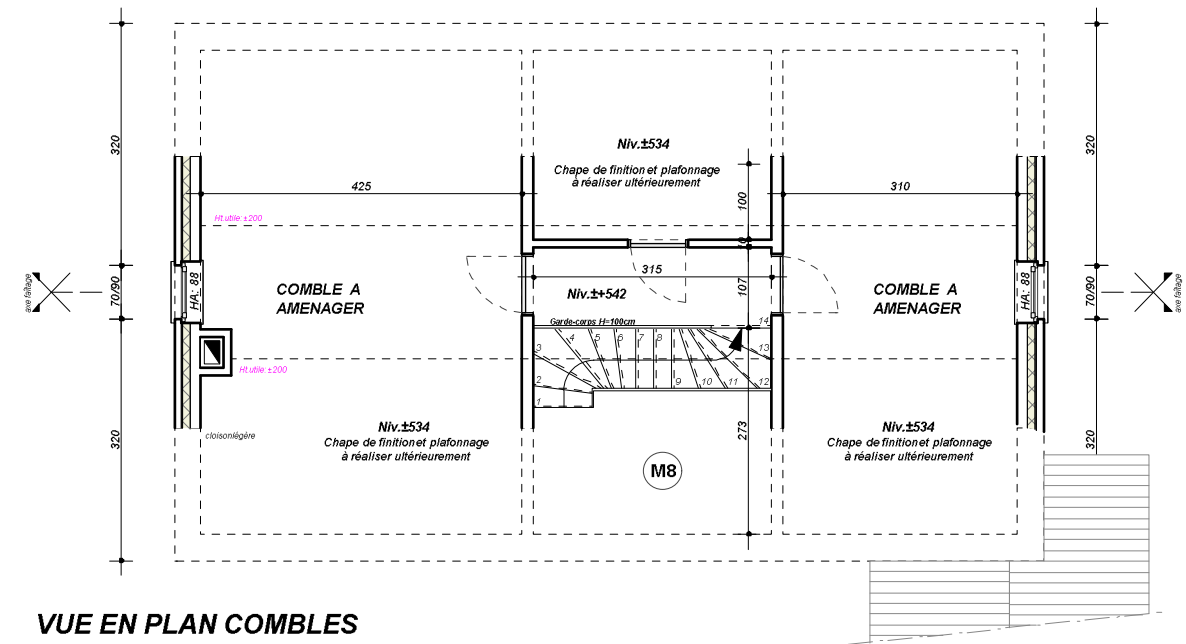 320
Niv.±534
Chape de finition et plafonnage
à réaliser ultérieurement
320
425
310
100
Ht utile: ±200
10
315
axe faîtage
70/90
HA: 88
COMBLE A
AMENAGER
Niv.±+542
107
COMBLE A
AMENAGER
HA: 88
70/90
axe faîtage
Garde-corps H=100cm
14
3
4
5
6
7
8
13
2
9
10
11
12
1
Ht utile: ±200
320
cloison légère
Niv.±534
Chape de finition et plafonnage
à réaliser ultérieurement
273
M8
Niv.±534
Chape de finition et plafonnage
à réaliser ultérieurement
320
VUE EN PLAN COMBLES